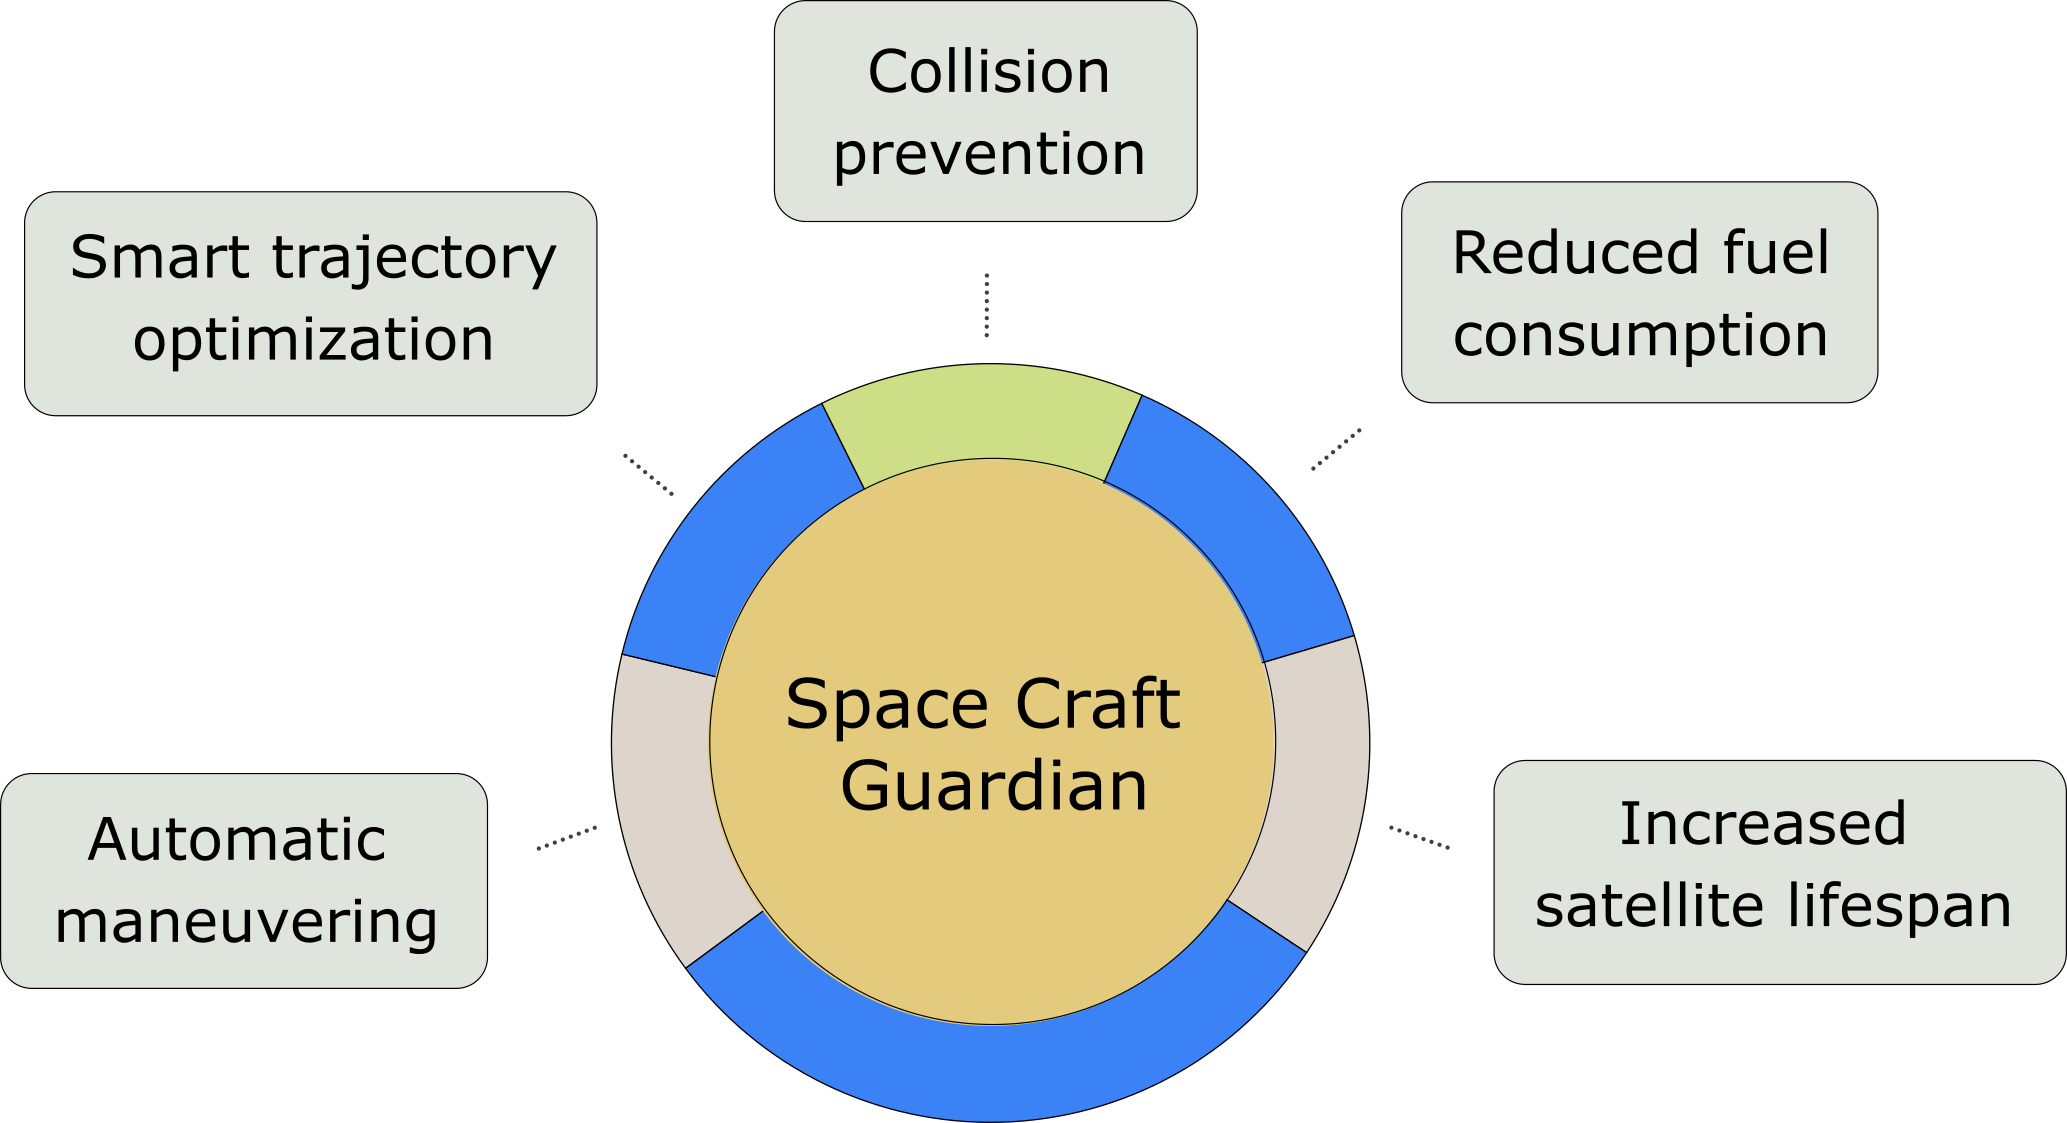 Collision
prevention
Smart trajectory
optimization
Reduced fuel
consumption
Space Craft
Guardian
Automatic
maneuvering
Increased
satellite lifespan